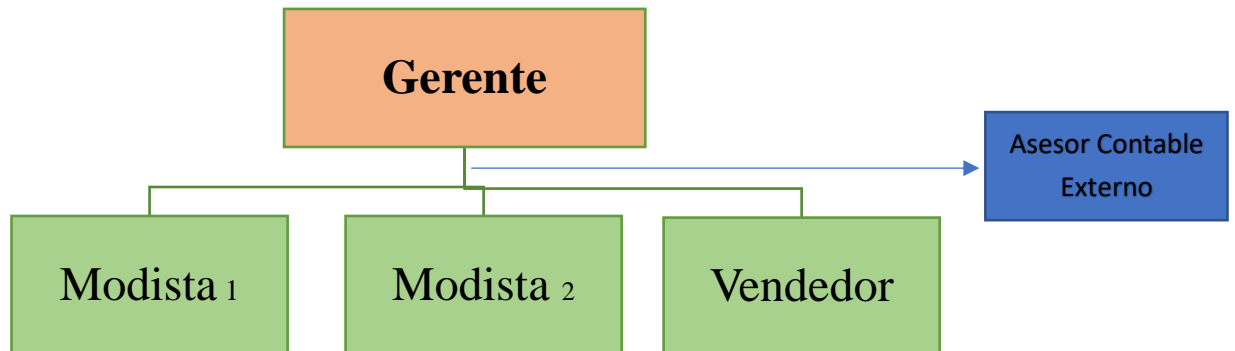 Gerente
Asesor Contable
Externo
Modista 1
Modista 2
Vendedor